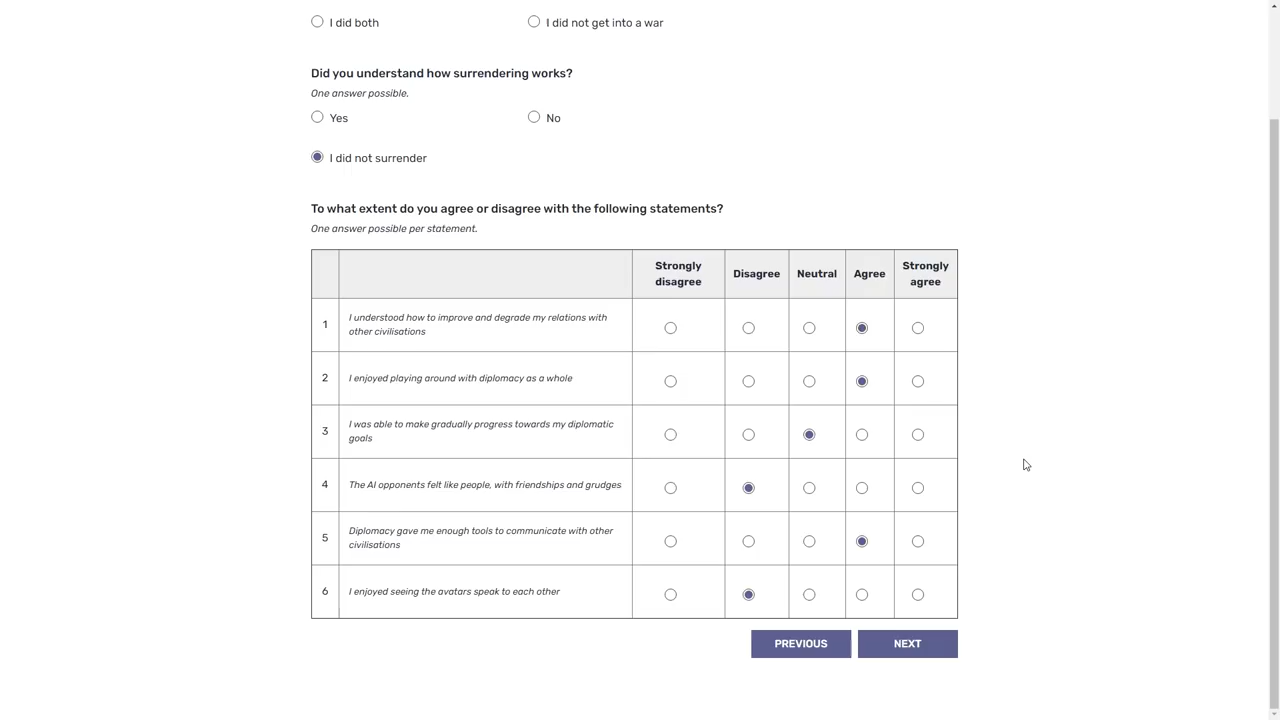 I did both I did not get into a war
Did you understand how surrendering works?
One answer possible.
Yes No
I did not surrender
To what extent do you agree or disagree with the following statements?
One answer possible per statement.
Strongly disagree Disagree Neutral Agree Strongly agree
1 I understood how to improve and degrade my relations with
other civilisations
2 I enjoyed playing around with diplomacy as a whole
3 I was able to make gradually progress towards my diplomatic
goals
4 The AI opponents felt like people, with friendships and grudges
5 Diplomacy gave me enough tools to communicate with other
civilisations
6 I enjoyed seeing the avatars speak to each other
PREVIOUS NEXT